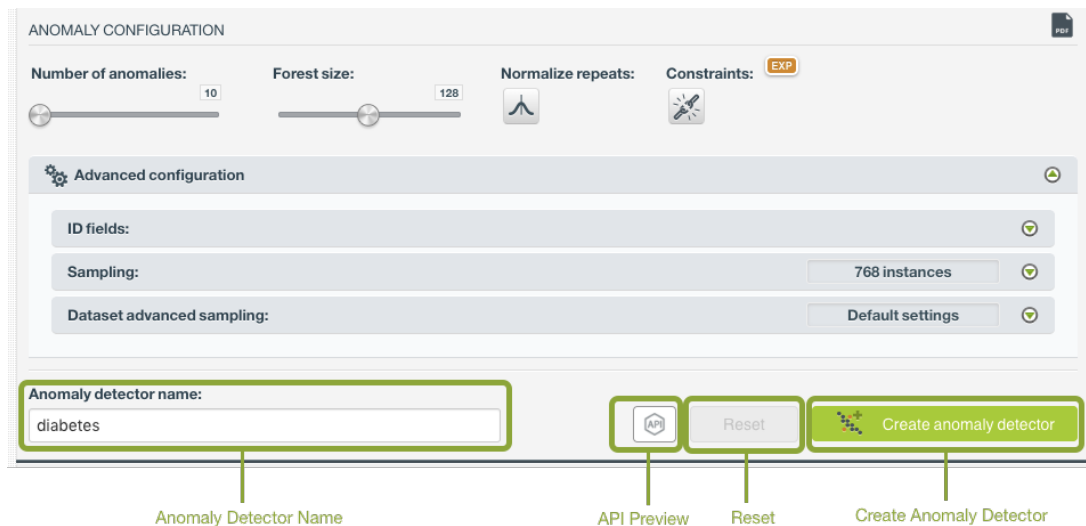 ANOMALY CONFIGURATION
PDF
Number of anomalies:
10
Forest size:
128
Normalize repeats:
Constraints:
EXP
Advanced configuration
ID fields:
Sampling:
768 instances
Dataset advanced sampling:
Default settings
Anomaly detector name:
diabetes
API
Reset
Create anomaly detector
Anomaly Detector Name
API Preview
Reset
Create Anomaly Detector